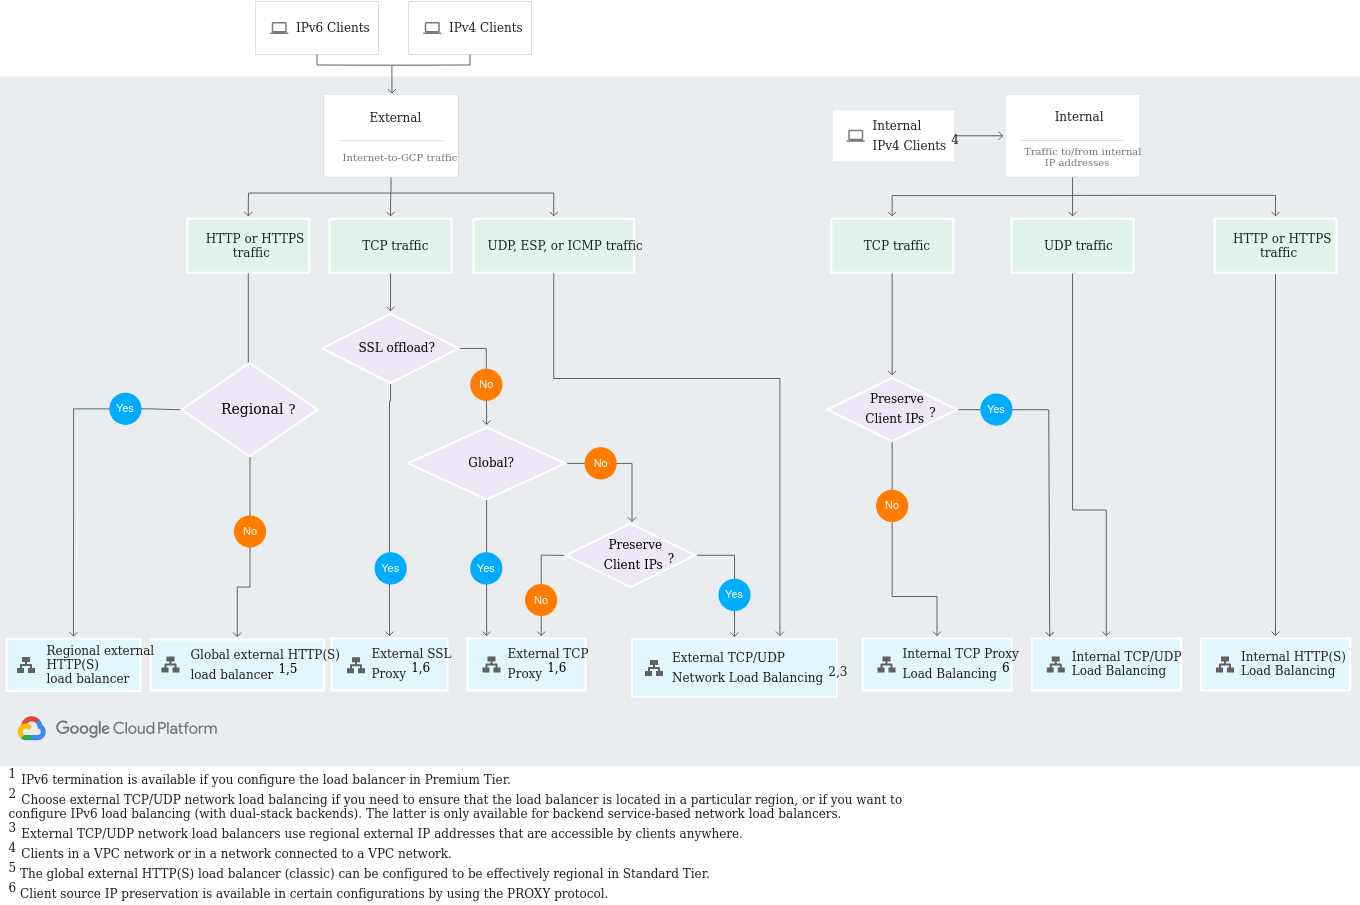 IPv6 Clients
IPv4 Clients
External
Internet-to-GCP traffic
Internal
IPv4 Clients 4
Internal
Traffic to/from internal
IP addresses
HTTP or HTTPS
traffic
TCP traffic
UDP, ESP, or ICMP traffic
TCP traffic
UDP traffic
HTTP or HTTPS
traffic
SSL offload?
No
Regional ?
Yes
No
Global?
No
Yes
Yes
Preserve
Client IPs ?
No
Yes
Preserve
Client IPs ?
Yes
No
Regional external
HTTP(S)
load balancer
Global external HTTP(S)
load balancer 1,5
External SSL
Proxy 1,6
External TCP
Proxy 1,6
External TCP/UDP
Network Load Balancing 2,3
Internal TCP Proxy
Load Balancing 6
Internal TCP/UDP
Load Balancing
Internal HTTP(S)
Load Balancing
Google Cloud Platform
1 IPv6 termination is available if you configure the load balancer in Premium Tier.
2 Choose external TCP/UDP network load balancing if you need to ensure that the load balancer is located in a particular region, or if you want to
configure IPv6 load balancing (with dual-stack backends). The latter is only available for backend service-based network load balancers.
3 External TCP/UDP network load balancers use regional external IP addresses that are accessible by clients anywhere.
4 Clients in a VPC network or in a network connected to a VPC network.
5 The global external HTTP(S) load balancer (classic) can be configured to be effectively regional in Standard Tier.
6 Client source IP preservation is available in certain configurations by using the PROXY protocol.